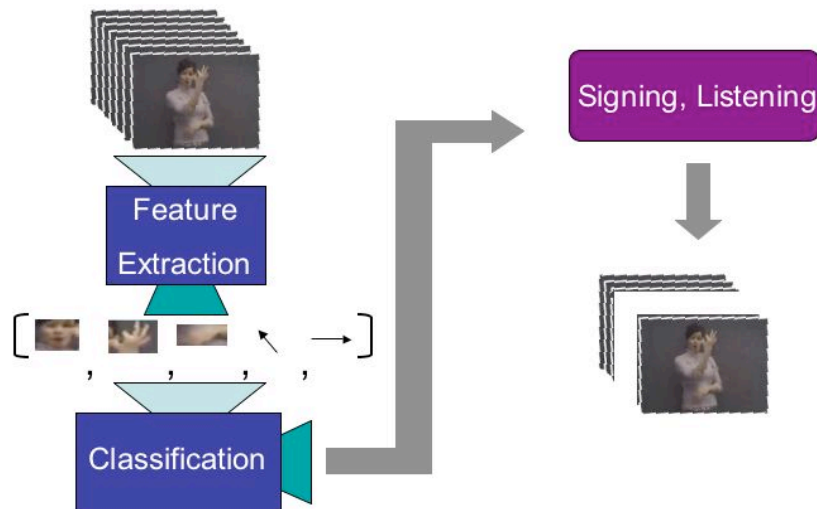 Feature
Extraction
[ , , , , ]
Classification
Signing, Listening